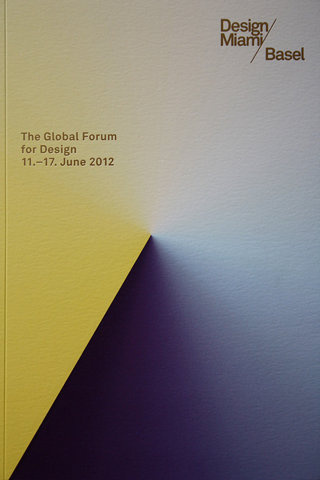 Design
Miami/
Basel
The Global Forum
for Design
11.–17. June 2012